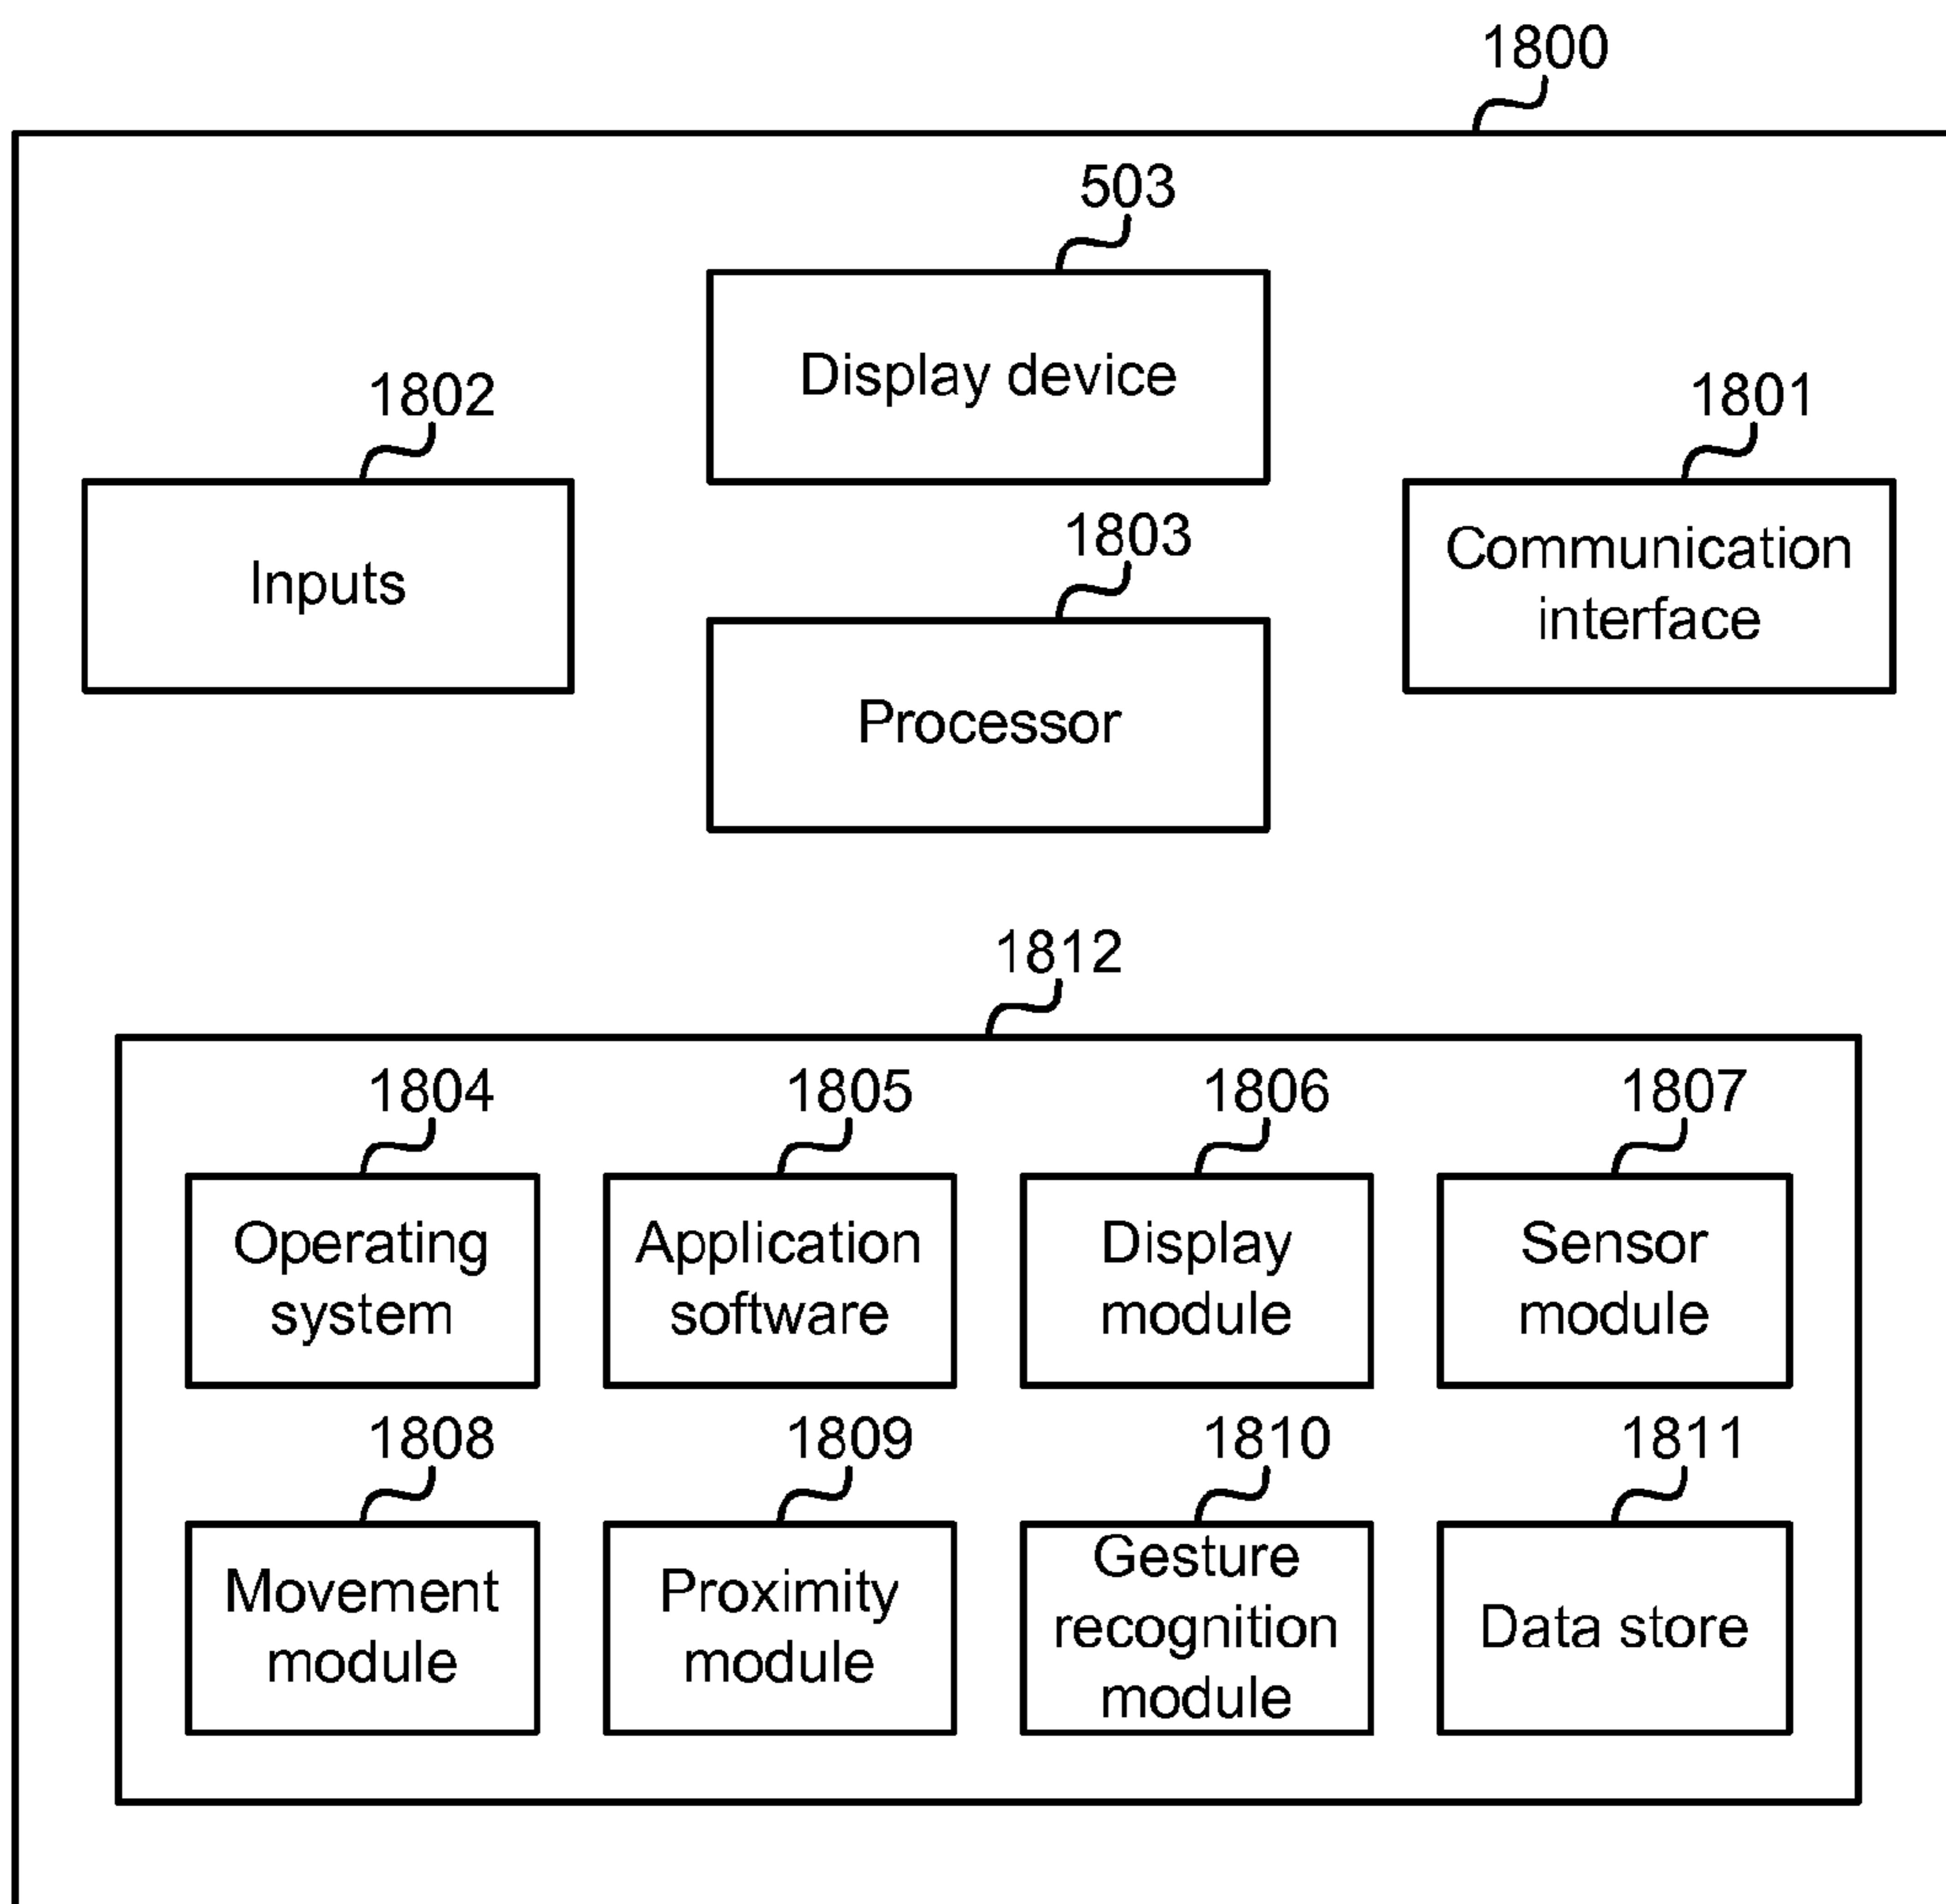 1800
503
Display device
1802
Inputs
1801
Communication
interface
1803
Processor
1812
1804
Operating
system
1805
Application
software
1806
Display
module
1807
Sensor
module
1808
Movement
module
1809
Proximity
module
1810
Gesture
recognition
module
1811
Data store